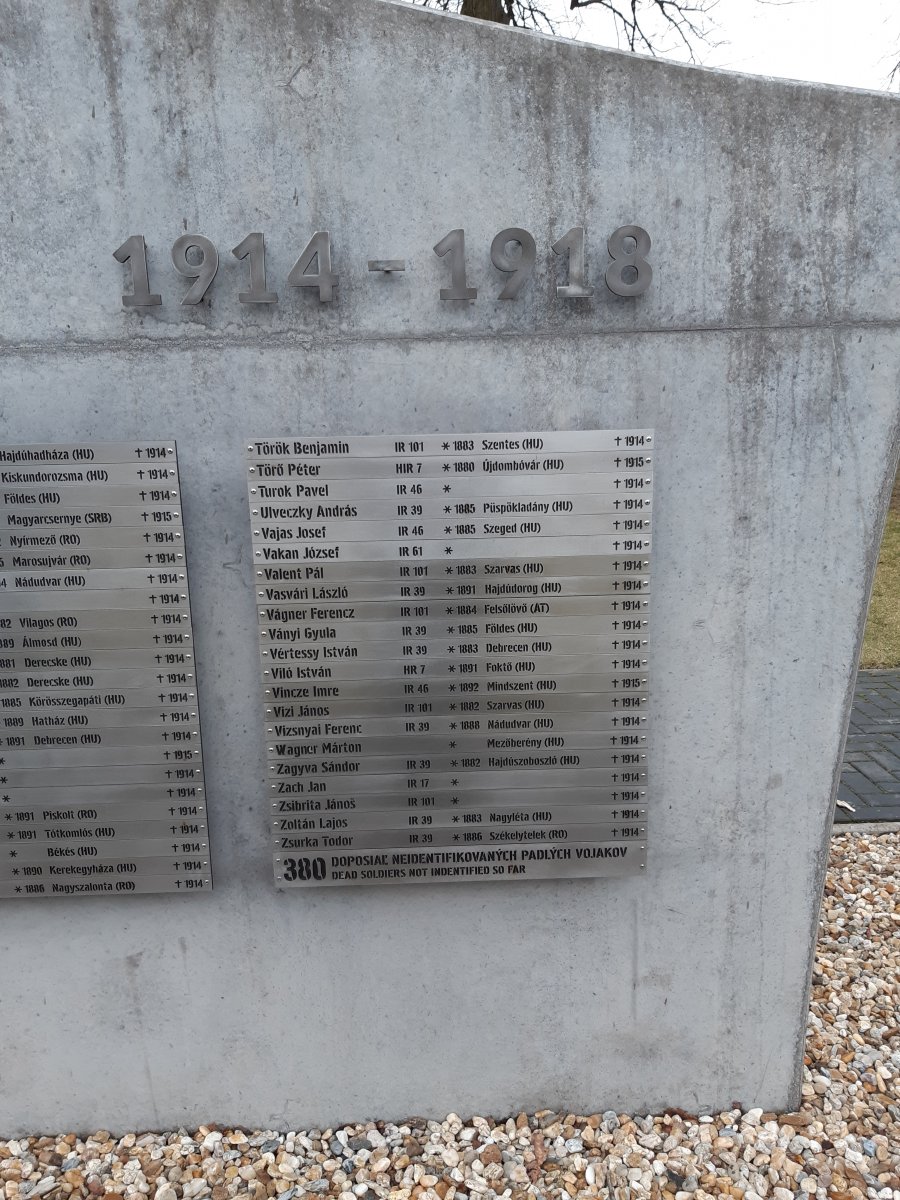 1914 - 1918
Hajdúhadháza (HU) † 1914
Kiskundorozsma (HU) † 1914
Földes (HU) † 1914
Magyarcsernye (SRB) † 1915
Nyírmező (RO) † 1914
Marosujvár (RO) † 1914
Nádudvar (HU) † 1914
† 1914
Vilagos (RO) † 1914
Álmosd (HU) † 1914
1881 Derecske (HU) † 1914
1882 Derecske (HU) † 1914
1885 Körösszegapáti (HU) † 1914
1889 Hatház (HU) † 1914
* 1891 Debrecen (HU) † 1914
* † 1915
* † 1914
* † 1914
* 1891 Piskolt (RO) † 1914
* 1891 Tótkomlós (HU) † 1914
* Békés (HU) † 1914
* 1890 Kerekegyháza (HU) † 1914
* 1886 Nagyszalonta (RO) † 1914
Török Benjamin IR 101 * 1883 Szentes (HU) † 1914
Törő Péter HIR 7 * 1880 Újdombóvár (HU) † 1915
Turok Pavel IR 46 * † 1914
Ulveczky András IR 39 * 1885 Püspökladány (HU) † 1914
Vajas Josef IR 46 * 1885 Szeged (HU) † 1914
Vakan József IR 61 * † 1914
Valent Pál IR 101 * 1883 Szarvas (HU) † 1914
Vasvári László IR 39 * 1891 Hajdúdorog (HU) † 1914
Vágner Ferencz IR 101 * 1884 Felsőlövő (AT) † 1914
Ványi Gyula IR 39 * 1885 Földes (HU) † 1914
Vértessy István IR 39 * 1883 Debrecen (HU) † 1914
Viló István HR 7 * 1891 Foktő (HU) † 1914
Vincze Imre IR 46 * 1892 Mindszent (HU) † 1915
Vizi János IR 101 * 1882 Szarvas (HU) † 1914
Vizsnyai Ferenc IR 39 * 1888 Nádudvar (HU) † 1914
Wagner Márton * Mezőberény (HU) † 1914
Zagyva Sándor IR 39 * 1882 Hajdúszoboszló (HU) † 1914
Zach Jan IR 17 * † 1914
Zsibrita Jánoš IR 101 * † 1914
Zoltán Lajos IR 39 * 1883 Nagyléta (HU) † 1914
Zsurka Todor IR 39 * 1886 Székelytelek (RO) † 1914
380 DOPOSIAĽ NEIDENTIFIKOVANÝCH PADLÝCH VOJAKOV
DEAD SOLDIERS NOT INDENTIFIED SO FAR